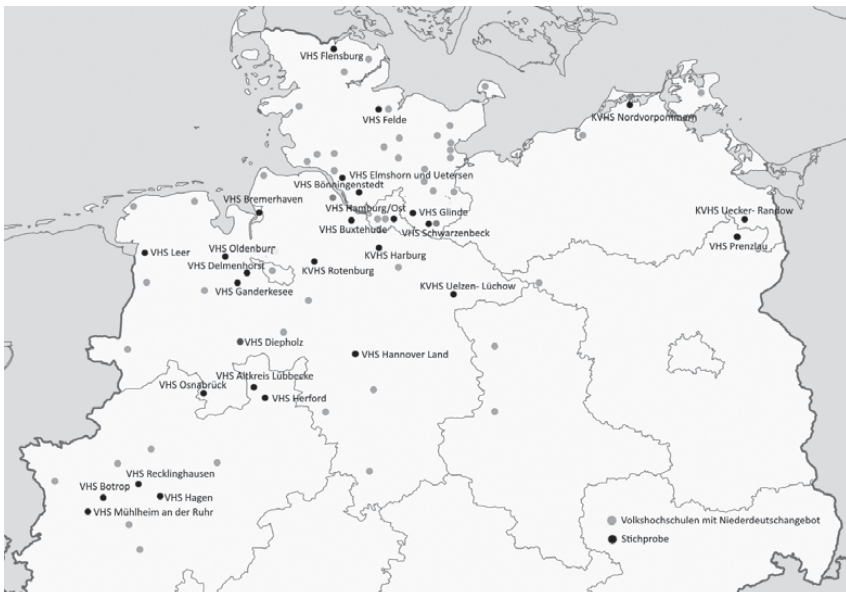 VHS Flensburg
VHS Felde
KVHS Nordvorpommern
VHS Elmshorn und Uetersen
VHS Bönningenstedt
VHS Bremerhaven
VHS Hamburg/Ost
VHS Glinde
KVHS Uecker- Randow
VHS Buxtehude
VHS Schwarzenbeck
VHS Prenzlau
VHS Leer
VHS Oldenburg
KVHS Harburg
VHS Delmenhorst
KVHS Rotenburg
VHS Ganderkesee
KVHS Uelzen- Lüchow
VHS Diepholz
VHS Hannover Land
VHS Altkreis Lübbecke
VHS Osnabrück
VHS Herford
VHS Recklinghausen
VHS Botrop
VHS Hagen
VHS Mühlheim an der Ruhr
Volkshochschulen mit Niederdeutschangebot
Stichprobe